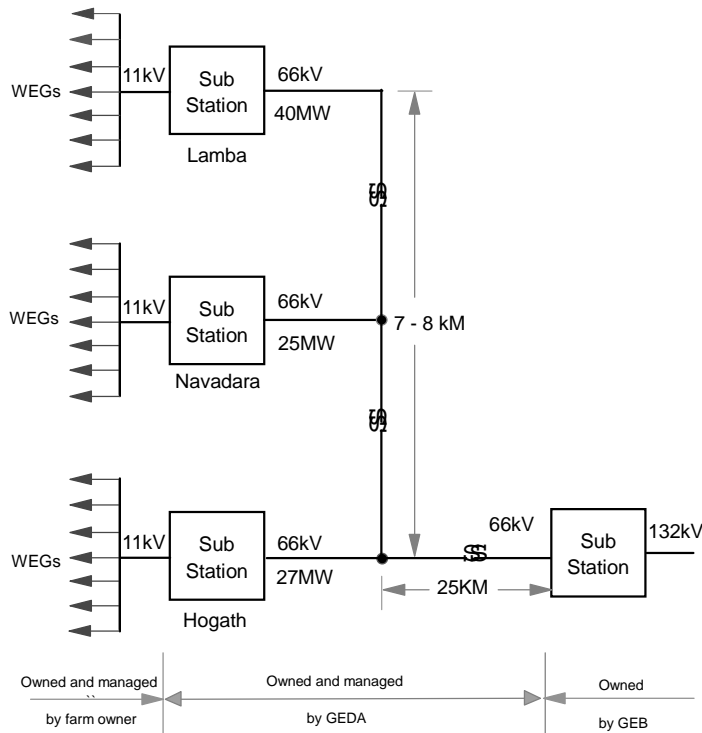 WEGs
11kV
Sub
Station
66kV
40MW
Lamba
WEGs
11kV
Sub
Station
66kV
25MW
Navadara
7 - 8 kM
WEGs
11kV
Sub
Station
66kV
27MW
Hogath
66kV
25KM
Sub
Station
132kV
Owned and managed
by farm owner
Owned and managed
by GEDA
Owned
by GEB